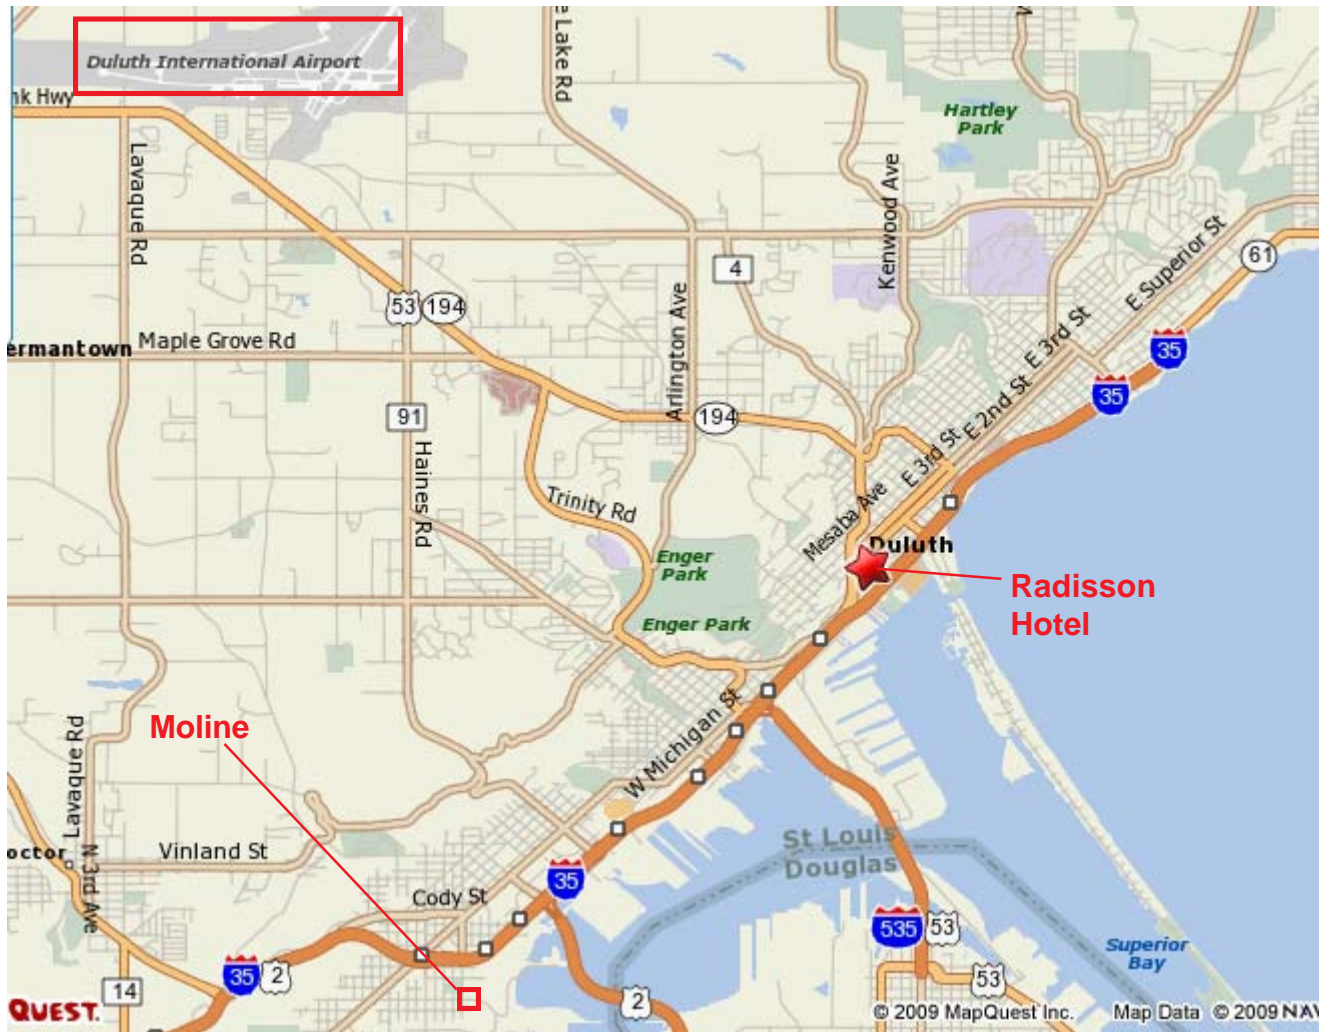 Duluth International Airport
nk Hwy
e Lake Rd
Hartley
Park
Lavaque Rd
Kenwood Ave
E Superior St
61
4
53
194
Arlington Ave
E 3rd St
35
ermantown
Maple Grove Rd
35
E 2nd St
91
194
Haines Rd
E 3rd St
Trinity Rd
Mesaba Ave
Duluth
Enger
Park
Radisson
Hotel
Enger Park
W Michigan St
Moline
Lavaque Rd
St Louis
Douglas
octor
Vinland St
N 3rd Ave
Cody St
35
535
53
Superior
Bay
35
2
53
14
2
QUEST.
© 2009 MapQuest Inc.
Map Data © 2009 NAV